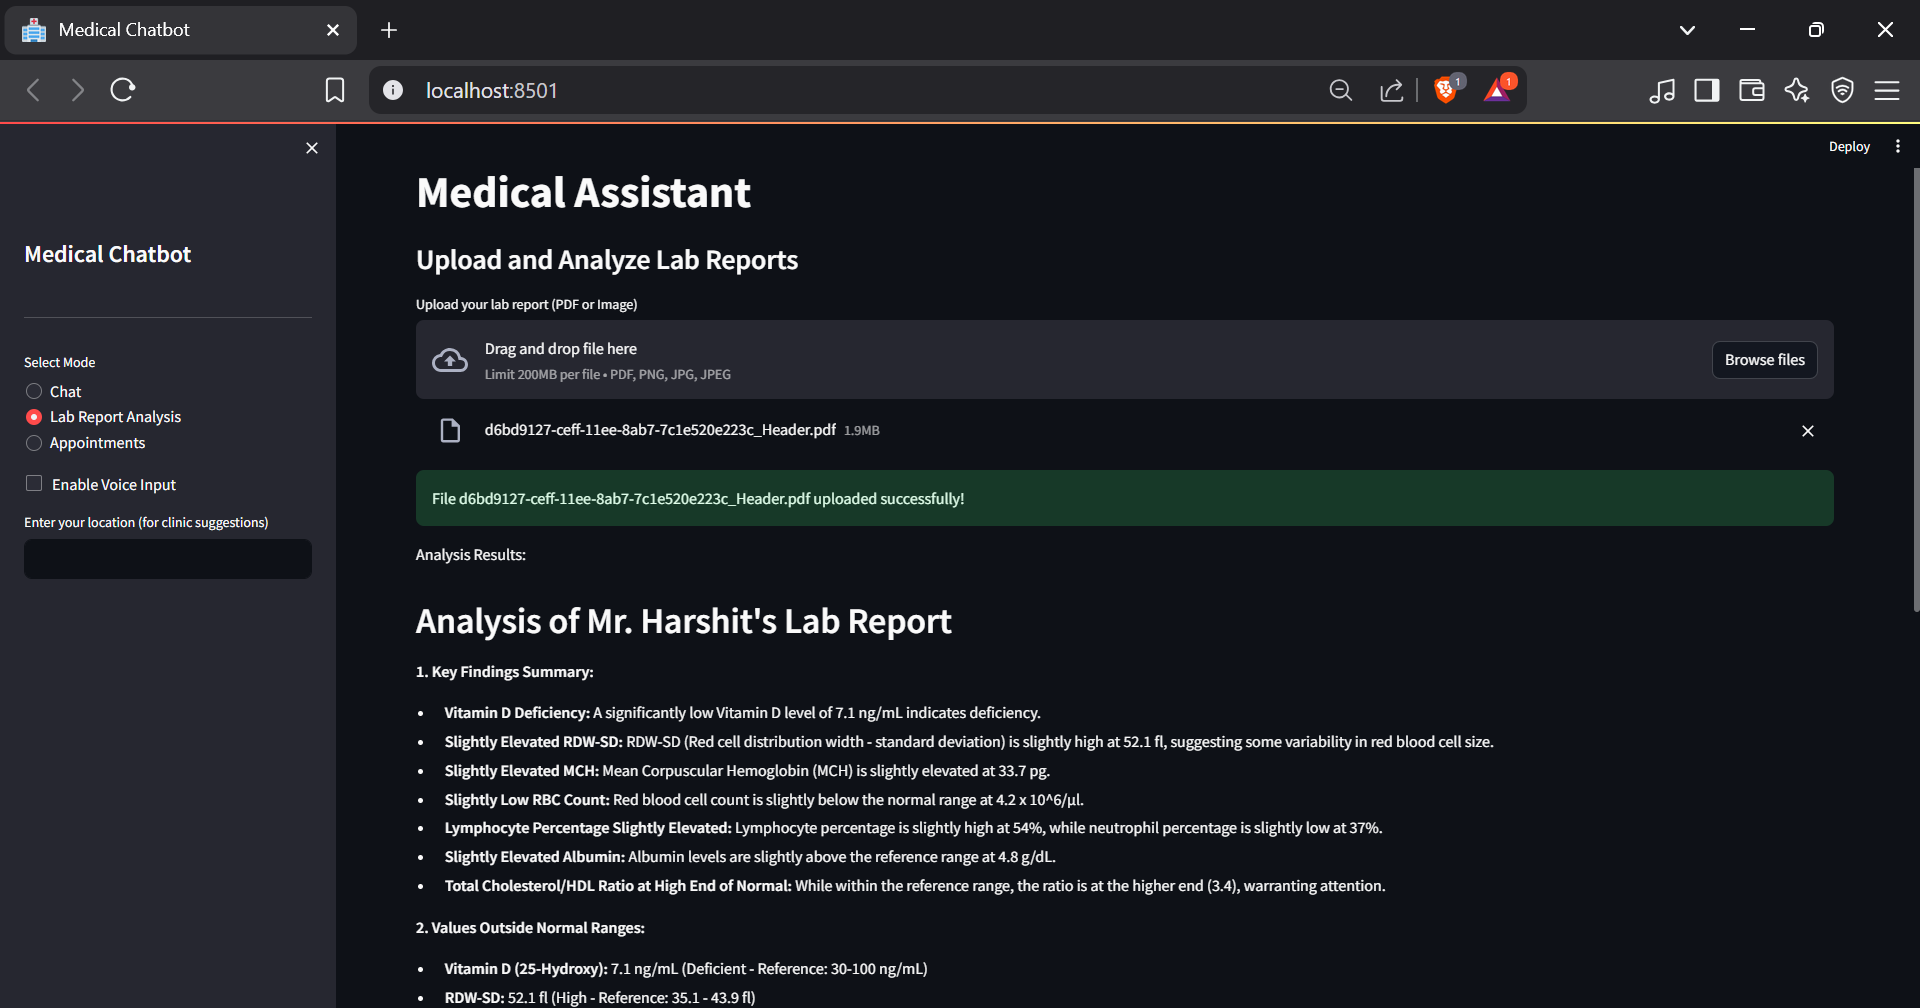 Medical Chatbot
localhost:8501
1
1
Deploy
Medical Chatbot
Select Mode
Chat
Lab Report Analysis
Appointments
Enable Voice Input
Enter your location (for clinic suggestions)
Medical Assistant
Upload and Analyze Lab Reports
Upload your lab report (PDF or Image)
Drag and drop file here
Limit 200MB per file • PDF, PNG, JPG, JPEG
Browse files
d6bd9127-ceff-11ee-8ab7-7c1e520e223c_Header.pdf 1.9MB
File d6bd9127-ceff-11ee-8ab7-7c1e520e223c_Header.pdf uploaded successfully!
Analysis Results:
Analysis of Mr. Harshit's Lab Report
1. Key Findings Summary:
• Vitamin D Deficiency: A significantly low Vitamin D level of 7.1 ng/mL indicates deficiency.
• Slightly Elevated RDW-SD: RDW-SD (Red cell distribution width - standard deviation) is slightly high at 52.1 fl, suggesting some variability in red blood cell size.
• Slightly Elevated MCH: Mean Corpuscular Hemoglobin (MCH) is slightly elevated at 33.7 pg.
• Slightly Low RBC Count: Red blood cell count is slightly below the normal range at 4.2 x 10^6/µl.
• Lymphocyte Percentage Slightly Elevated: Lymphocyte percentage is slightly high at 54%, while neutrophil percentage is slightly low at 37%.
• Slightly Elevated Albumin: Albumin levels are slightly above the reference range at 4.8 g/dL.
• Total Cholesterol/HDL Ratio at High End of Normal: While within the reference range, the ratio is at the higher end (3.4), warranting attention.
2. Values Outside Normal Ranges:
• Vitamin D (25-Hydroxy): 7.1 ng/mL (Deficient - Reference: 30-100 ng/mL)
• RDW-SD: 52.1 fl (High - Reference: 35.1 - 43.9 fl)